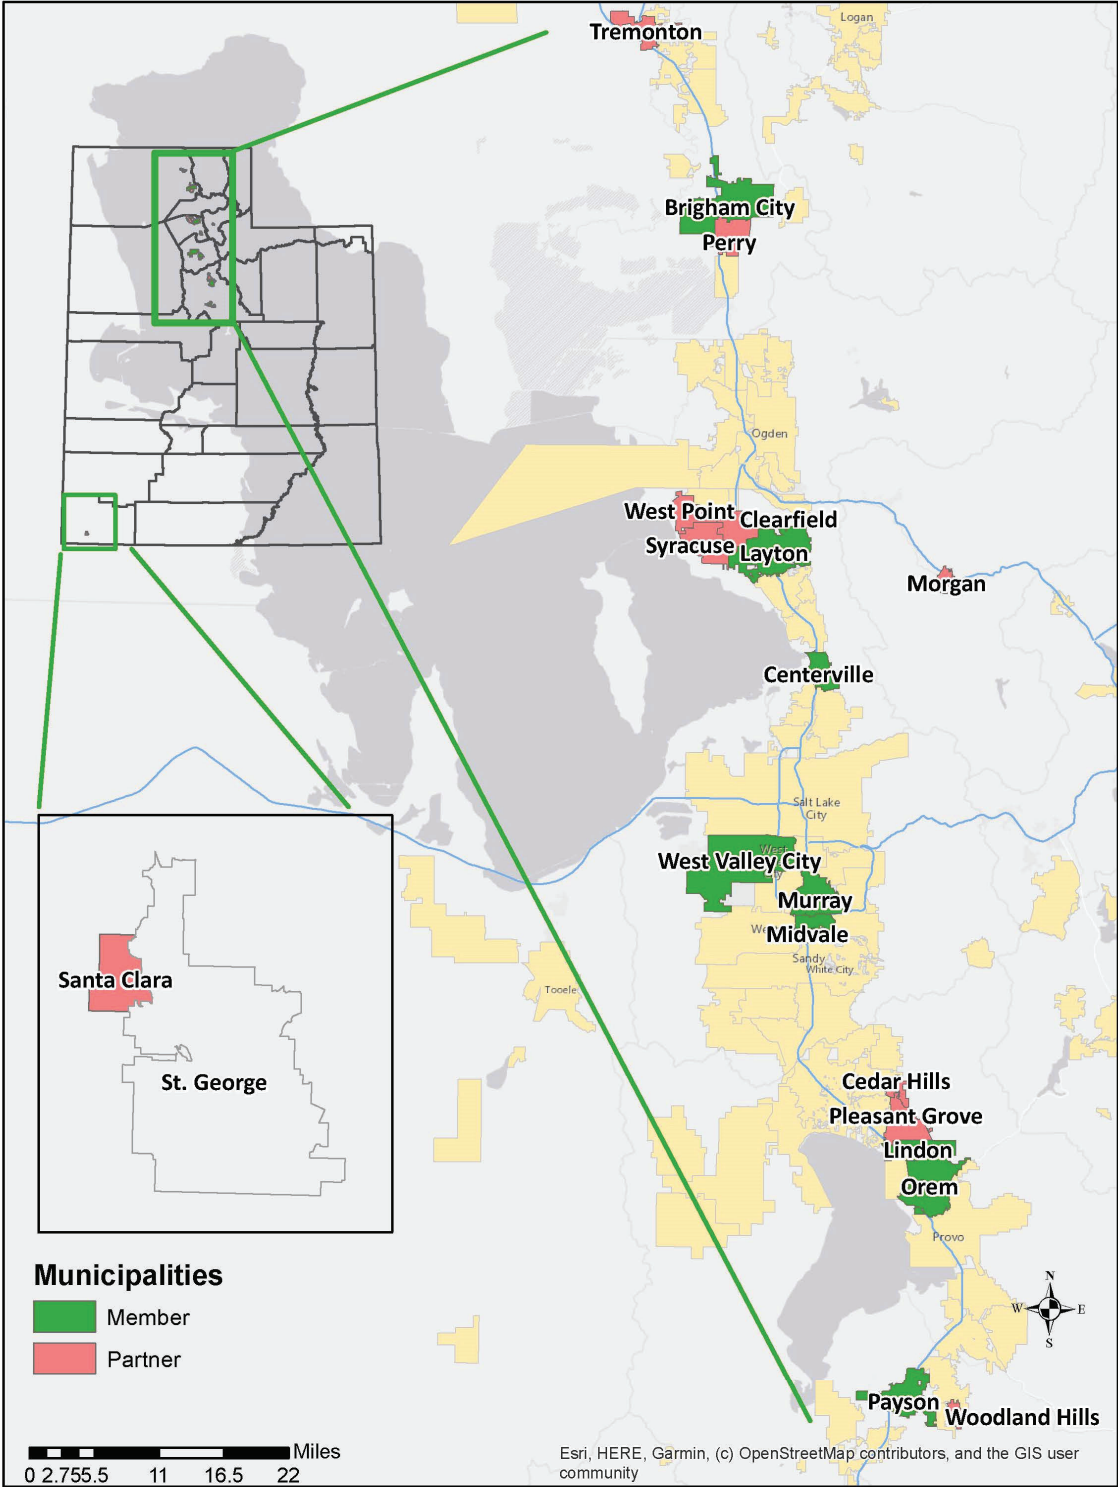 Logan
Tremonton
Brigham City
Perry
Ogden
West Point
Clearfield
Syracuse
Layton
Morgan
Centerville
Salt Lake
City
West
West Valley City
Murray
Midvale
Sandy
White City
Santa Clara
Tooele
St. George
Cedar Hills
Pleasant Grove
Lindon
Orem
Provo
Municipalities
Member
Partner
N
W E
S
Payson
Woodland Hills
Miles
0 2.755.5 11 16.5 22
Esri, HERE, Garmin, (c) OpenStreetMap contributors, and the GIS user
community